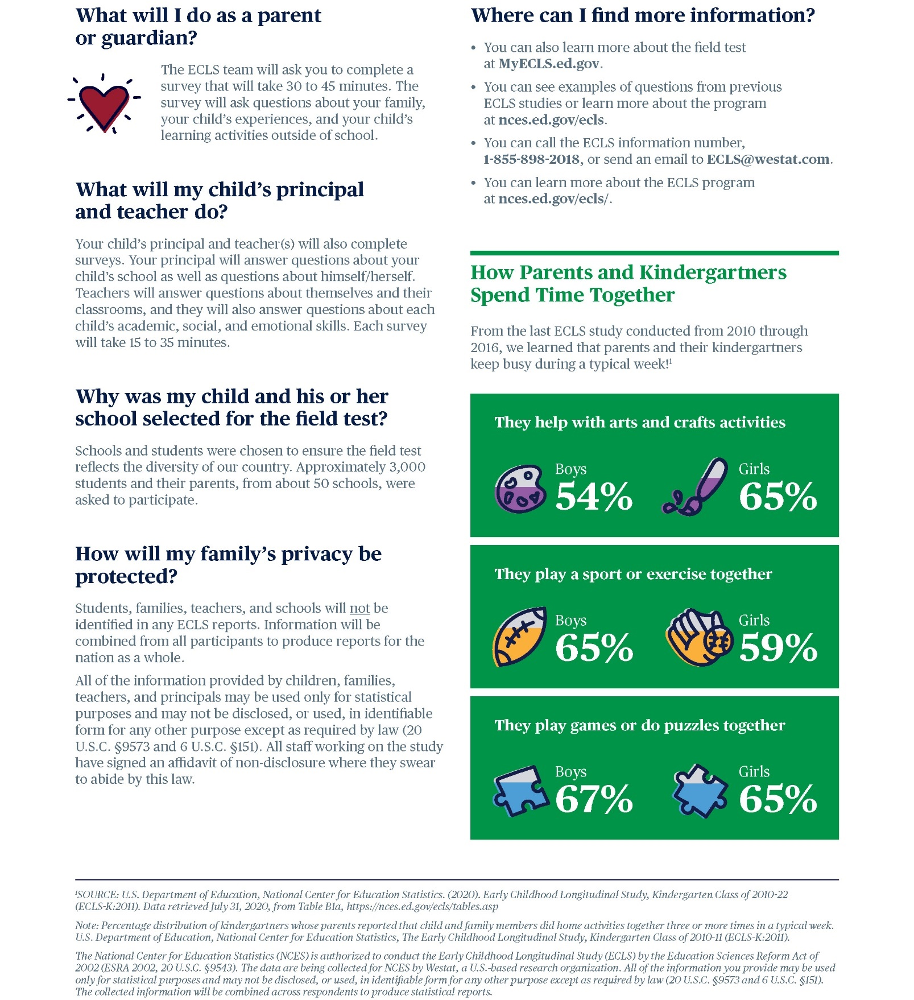 What will I do as a parent
or guardian?
The ECLS team will ask you to complete a
survey that will take 30 to 45 minutes. The
survey will ask questions about your family,
your child’s experiences, and your child’s
learning activities outside of school.
What will my child’s principal
and teacher do?
Your child’s principal and teacher(s) will also complete
surveys. Your principal will answer questions about your
child’s school as well as questions about himself/herself.
Teachers will answer questions about themselves and their
classrooms, and they will also answer questions about each
child’s academic, social, and emotional skills. Each survey
will take 15 to 35 minutes.
Why was my child and his or her
school selected for the field test?
Schools and students were chosen to ensure the field test
reflects the diversity of our country. Approximately 3,000
students and their parents, from about 50 schools, were
asked to participate.
How will my family’s privacy be
protected?
Students, families, teachers, and schools will not be
identified in any ECLS reports. Information will be
combined from all participants to produce reports for the
nation as a whole.
All of the information provided by children, families,
teachers, and principals may be used only for statistical
purposes and may not be disclosed, or used, in identifiable
form for any other purpose except as required by law (20
U.S.C. §9573 and 6 U.S.C. §151). All staff working on the study
have signed an affidavit of non-disclosure where they swear
to abide by this law.
Where can I find more information?
• You can also learn more about the field test
at MyECLS.ed.gov.
• You can see examples of questions from previous
ECLS studies or learn more about the program
at nces.ed.gov/ecls.
• You can call the ECLS information number,
1-855-898-2018, or send an email to ECLS@westat.com.
• You can learn more about the ECLS program
at nces.ed.gov/ecls/.
How Parents and Kindergartners
Spend Time Together
From the last ECLS study conducted from 2010 through
2016, we learned that parents and their kindergartners
keep busy during a typical week!¹
They help with arts and crafts activities
Boys
54%
Girls
65%
They play a sport or exercise together
Boys
65%
Girls
59%
They play games or do puzzles together
Boys
67%
Girls
65%
¹SOURCE: U.S. Department of Education, National Center for Education Statistics. (2020). Early Childhood Longitudinal Study, Kindergarten Class of 2010-22
(ECLS-K:2011). Data retrieved July 31, 2020, from Table B1a, https://nces.ed.gov/ecls/tables.asp
Note: Percentage distribution of kindergartners whose parents reported that child and family members did home activities together three or more times in a typical week.
U.S. Department of Education, National Center for Education Statistics, The Early Childhood Longitudinal Study, Kindergarten Class of 2010-11 (ECLS-K:2011).
The National Center for Education Statistics (NCES) is authorized to conduct the Early Childhood Longitudinal Study (ECLS) by the Education Sciences Reform Act of
2002 (ESRA 2002, 20 U.S.C. §9543). The data are being collected for NCES by Westat, a U.S.-based research organization. All of the information you provide may be used
only for statistical purposes and may not be disclosed, or used, in identifiable form for any other purpose except as required by law (20 U.S.C. §9573 and 6 U.S.C. §151).
The collected information will be combined across respondents to produce statistical reports.